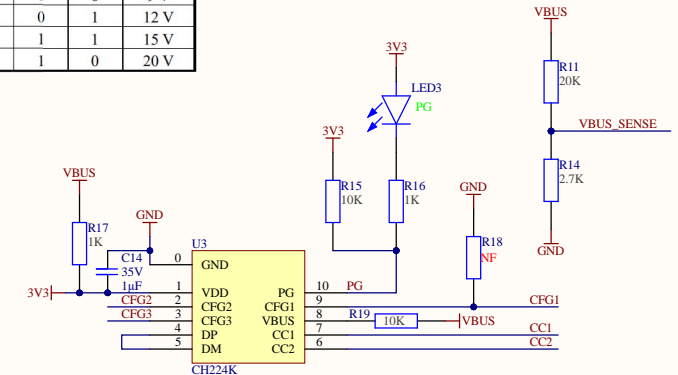 0 1 12 V
1 1 15 V
1 0 20 V
VBUS
R11
20K
VBUS_SENSE
R14
2.7K
GND
3V3
LED3
PG
3V3
R15
10K
R16
1K
GND
R18
NF
VBUS
R17
1K
GND
C14
35V
1μF
3V3
U3
0 GND
1 VDD PG 10 PG
CFG2 2 CFG2 CFG1 9 CFG1
CFG3 3 CFG3 VBUS 8 R19 10K VBUS
4 DP CC1 7 CC1
5 DM CC2 6 CC2
CH224K